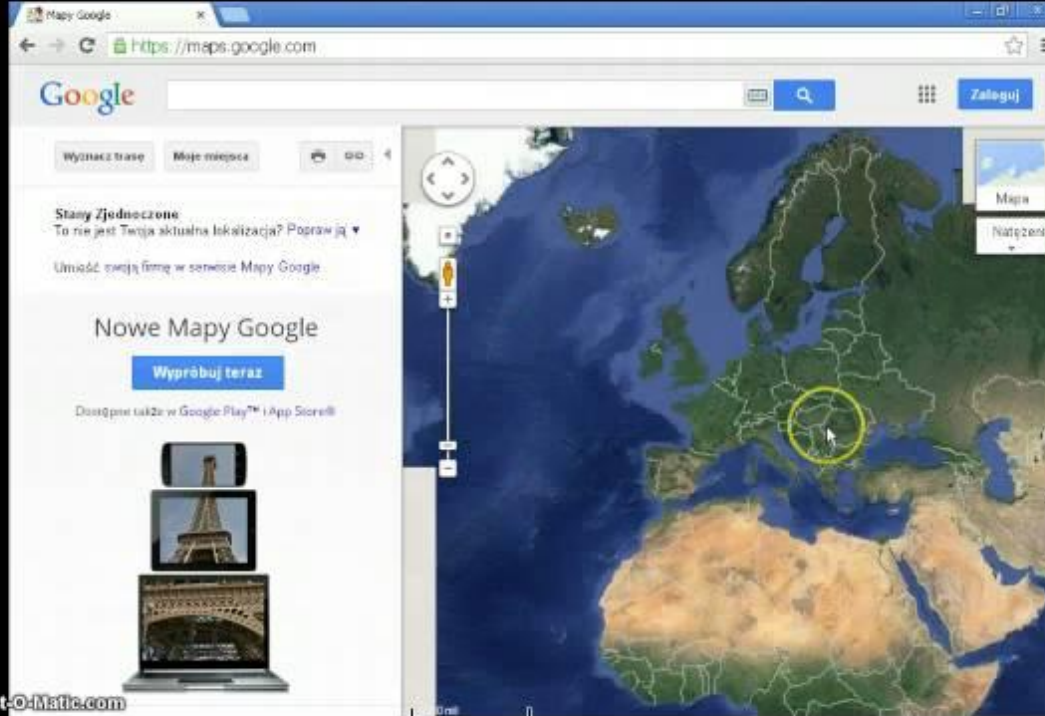 Mapy Google
https://maps.google.com
Google
Zaloguj
Wyznacz trasę
Moje miejsca
Stany Zjednoczone
To nie jest Twoja aktualna lokalizacja? Popraw ją ▼
Umieść swoją firmę w serwisie Mapy Google
Mapa
Natężeni
Nowe Mapy Google
Wypróbuj teraz
Dostępne także w Google Play™ i App Store®
t-O-Matic.com